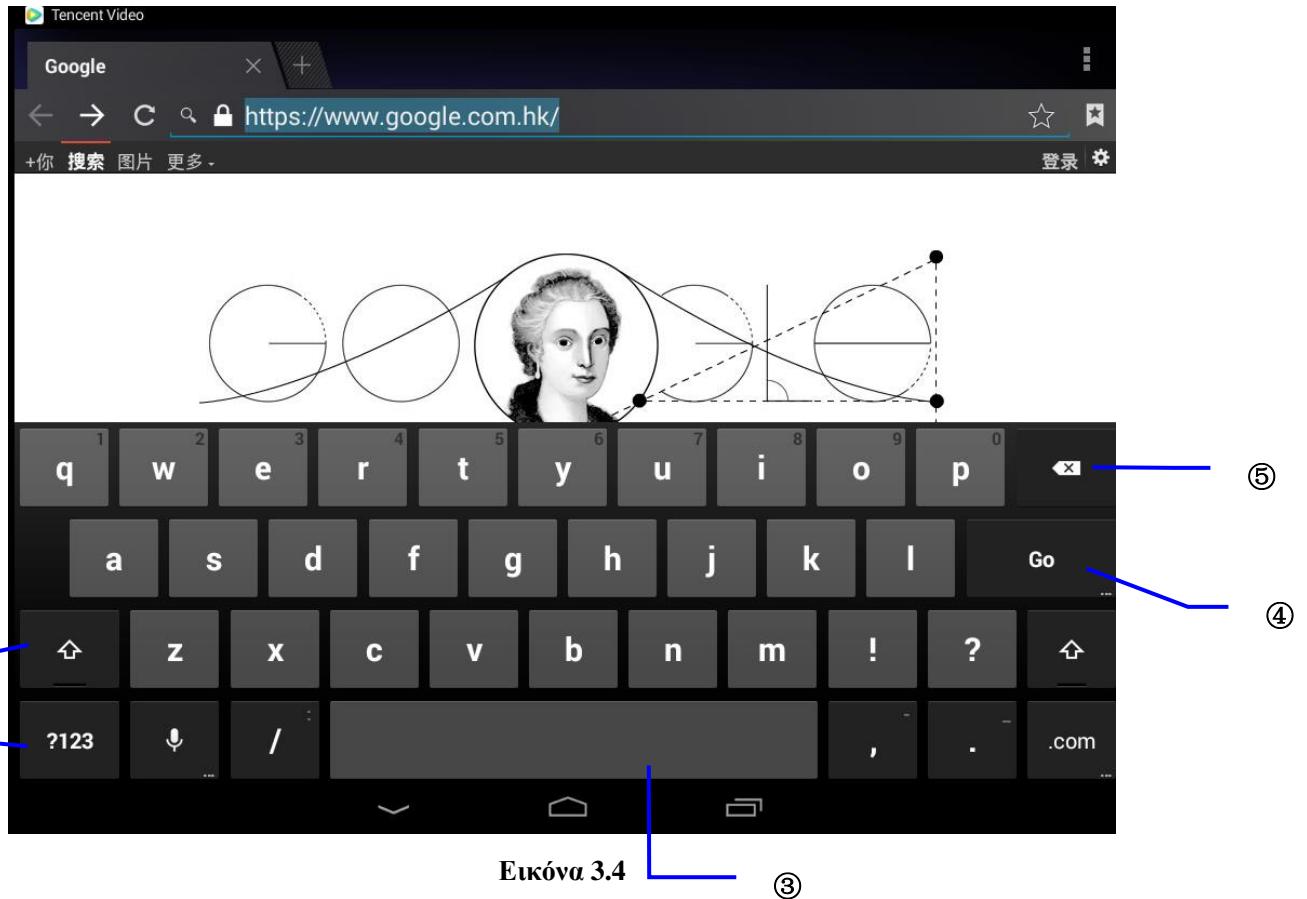 Tencent Video
Google
https://www.google.com.hk/
+你 搜索 图片 更多
登录
1 2 3 4 5 6 7 8 9 0
q w e r t y u i o p
⑤
a s d f g h j k l Go
...
④
z x c v b n m ! ?
: - _
?123 / , . .com
... ...
Εικόνα 3.4
③